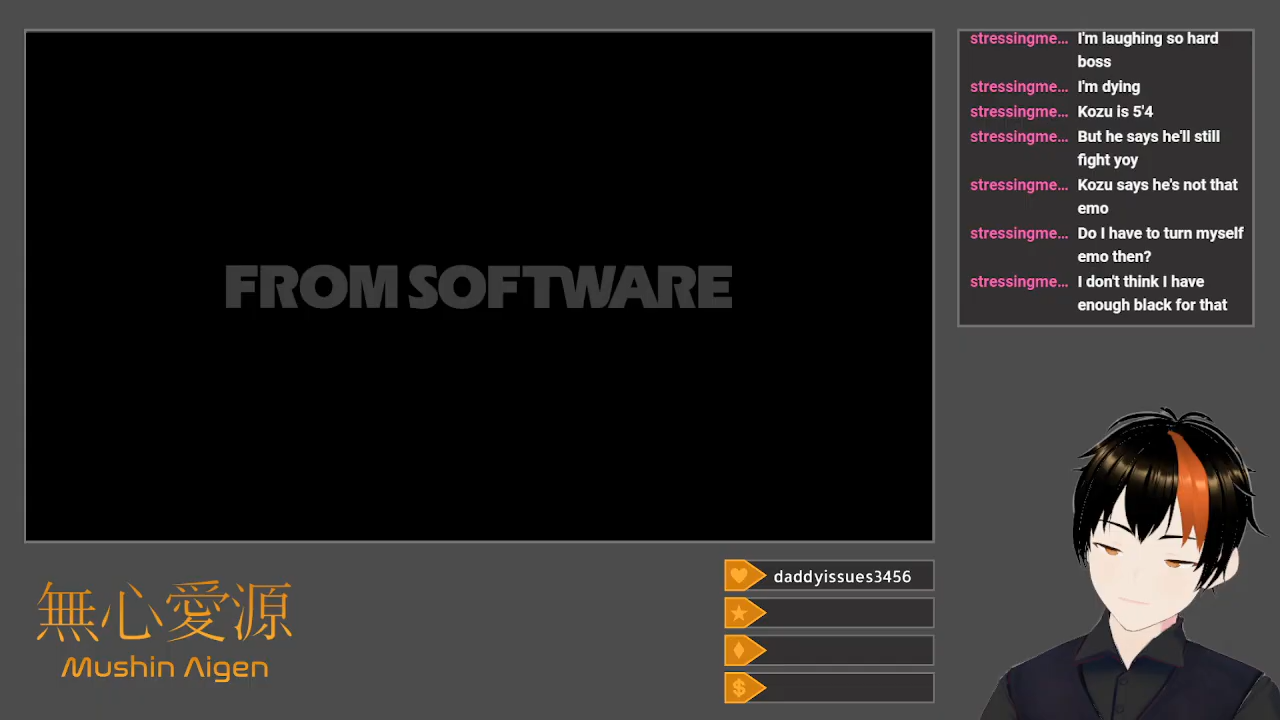 FROM SOFTWARE
stressingme... I'm laughing so hard
boss
stressingme... I'm dying
stressingme... Kozu is 5'4
stressingme... But he says he'll still
fight yoy
stressingme... Kozu says he's not that
emo
stressingme... Do I have to turn myself
emo then?
stressingme... I don't think I have
enough black for that
無心愛源
Mushin Aigen
daddyissues3456
$